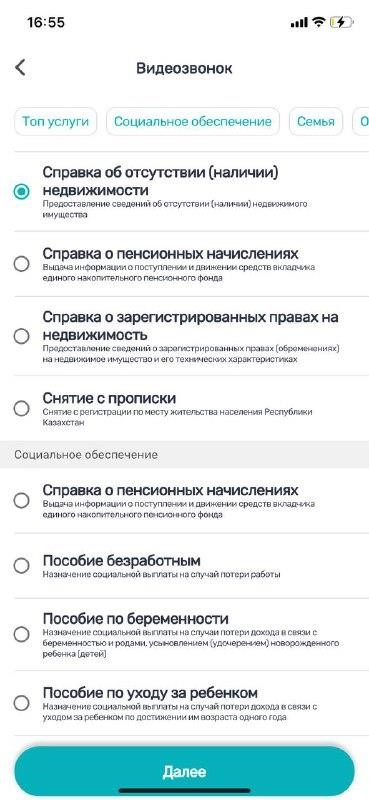 16:55
Видеозвонок
Топ услуги
Социальное обеспечение
Семья
О
Справка об отсутствии (наличии)
недвижимости
Предоставление сведений об отсутствии (наличии) недвижимого
имущества
Справка о пенсионных начислениях
Выдача информации о поступлении и движении средств вкладчика
единого накопительного пенсионного фонда
Справка о зарегистрированных правах на
недвижимость
Предоставление сведений о зарегистрированных правах (обременениях)
на недвижимое имущество и его технических характеристиках
Снятие с прописки
Снятие с регистрации по месту жительства населения Республики
Казахстан
Социальное обеспечение
Справка о пенсионных начислениях
Выдача информации о поступлении и движении средств вкладчика
единого накопительного пенсионного фонда
Пособие безработным
Назначение социальной выплаты на случай потери работы
Пособие по беременности
Назначение социальной выплаты на случаи потери дохода в связи с
беременностью и родами, усыновлением (удочерением) новорожденного
ребенка (детей)
Пособие по уходу за ребенком
Назначение социальной выплаты на случаи потери дохода в связи с
уходом за ребенком по достижении им возраста одного года
Далее